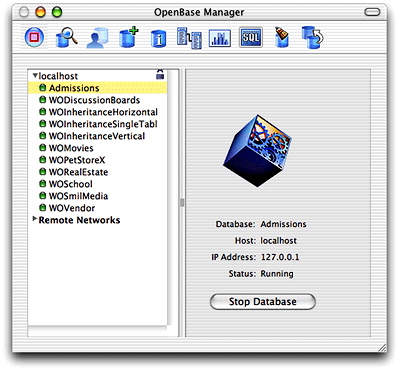 OpenBase Manager
SQL
localhost
Admissions
WODiscussionBoards
WOInheritanceHorizontal
WOInheritanceSingleTabl
WOInheritanceVertical
WOMovies
WOPetStoreX
WORealEstate
WOSchool
WOSmilMedia
WOVendor
Remote Networks
Database: Admissions
Host: localhost
IP Address: 127.0.0.1
Status: Running
Stop Database